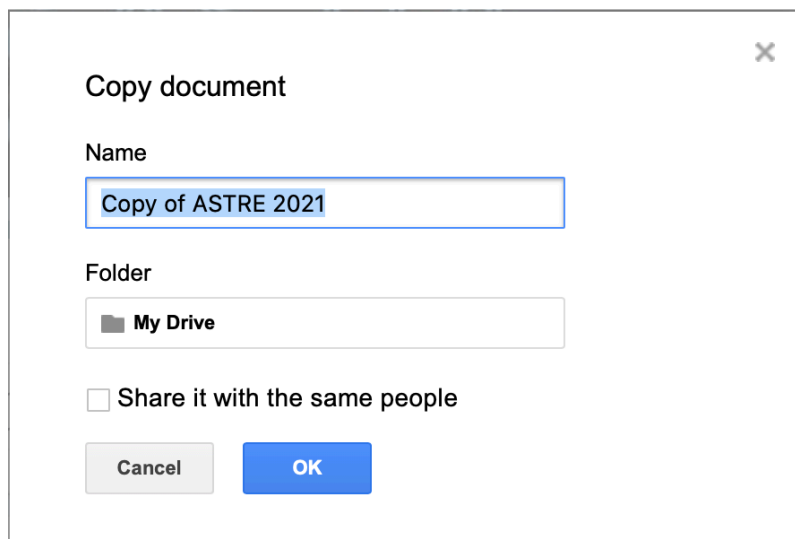 Copy document
Name
Copy of ASTRE 2021
Folder
My Drive
Share it with the same people
Cancel
OK